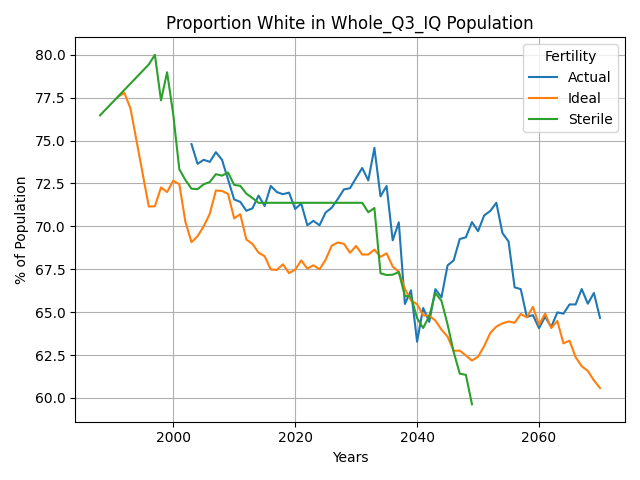 Proportion White in Whole_Q3_IQ Population
% of Population
80.0
77.5
75.0
72.5
70.0
67.5
65.0
62.5
60.0
Fertility
Actual
Ideal
Sterile
2000
2020
2040
2060
Years